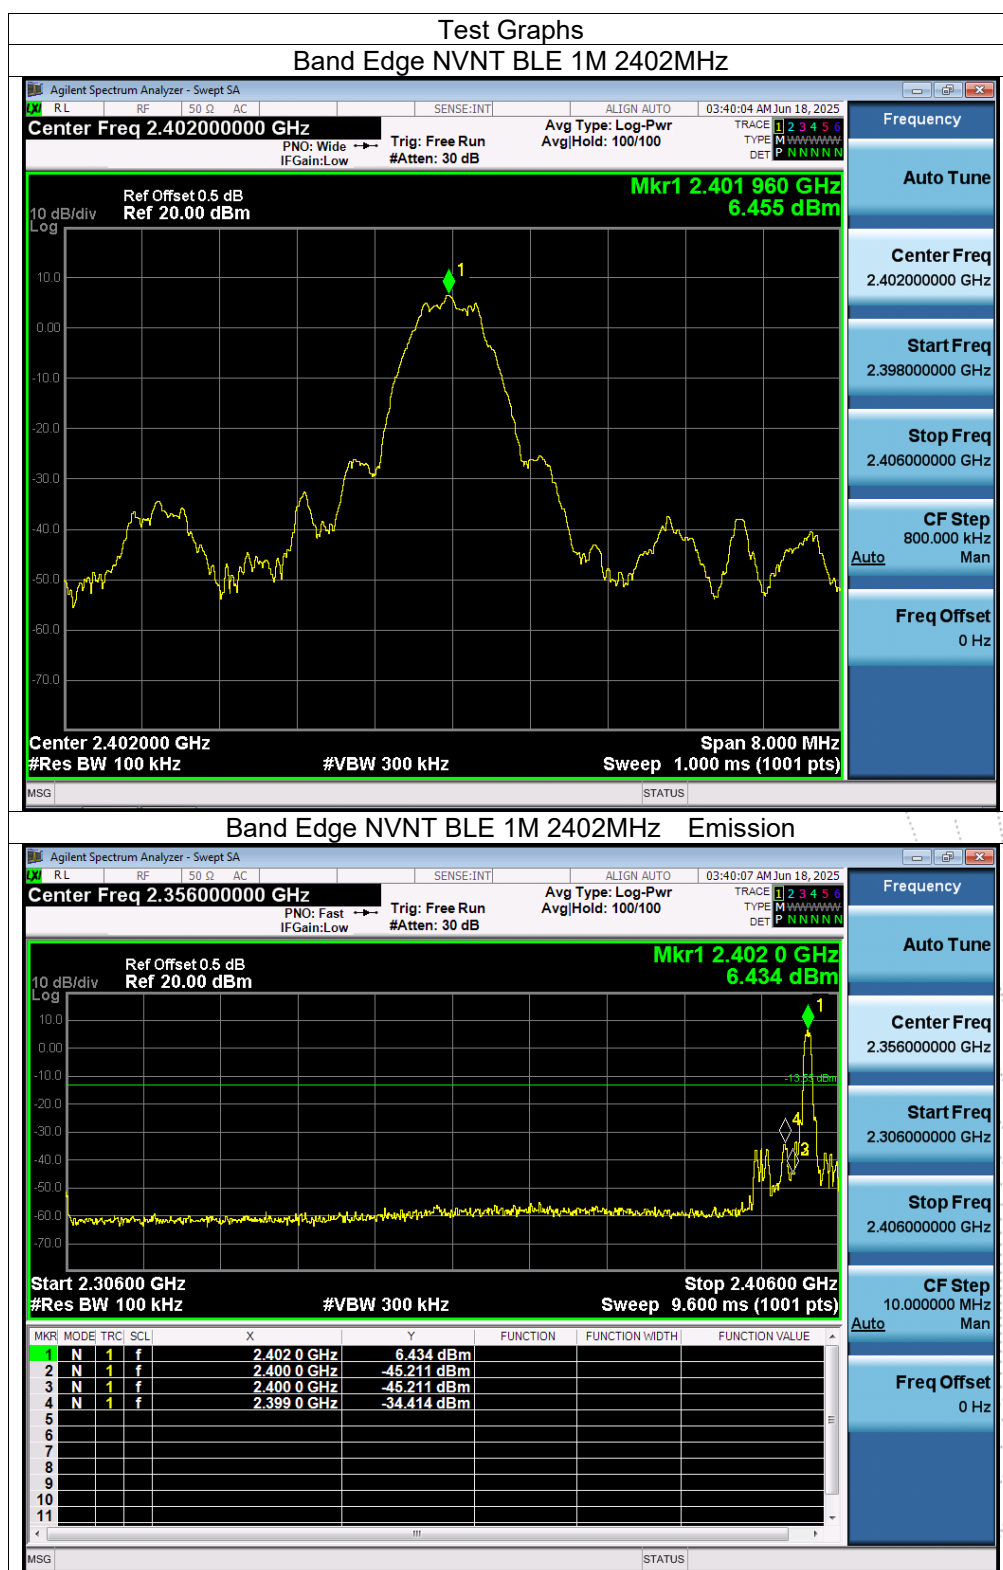 Test Graphs
Band Edge NVNT BLE 1M 2402MHz
Agilent Spectrum Analyzer - Swept SA
LXI RL RF 50 Ω AC SENSE:INT ALIGN AUTO 03:40:04 AM Jun 18, 2025
Center Freq 2.402000000 GHz
PNO: Wide
IFGain:Low
Trig: Free Run
#Atten: 30 dB
Avg Type: Log-Pwr
Avg|Hold: 100/100
TRACE 1 2 3 4 5 6
TYPE M WWWWW
DET P N N N N N
Ref Offset 0.5 dB
10 dB/div Ref 20.00 dBm
Log
Mkr1 2.401 960 GHz
6.455 dBm
1
10.0
0.00
-10.0
-20.0
-30.0
-40.0
-50.0
-60.0
-70.0
Center 2.402000 GHz Span 8.000 MHz
#Res BW 100 kHz #VBW 300 kHz Sweep 1.000 ms (1001 pts)
MSG STATUS
Frequency
Auto Tune
Center Freq
2.402000000 GHz
Start Freq
2.398000000 GHz
Stop Freq
2.406000000 GHz
CF Step
800.000 kHz
Auto Man
Freq Offset
0 Hz
Band Edge NVNT BLE 1M 2402MHz Emission
Agilent Spectrum Analyzer - Swept SA
LXI RL RF 50 Ω AC SENSE:INT ALIGN AUTO 03:40:07 AM Jun 18, 2025
Center Freq 2.356000000 GHz
PNO: Fast
IFGain:Low
Trig: Free Run
#Atten: 30 dB
Avg Type: Log-Pwr
Avg|Hold: 100/100
TRACE 1 2 3 4 5 6
TYPE M WWWWW
DET P N N N N N
Ref Offset 0.5 dB
10 dB/div Ref 20.00 dBm
Log
Mkr1 2.402 0 GHz
6.434 dBm
1
10.0
0.00
-13.55 dBm
-10.0
-20.0
-30.0
4
-40.0
3
-50.0
-60.0
-70.0
Start 2.30600 GHz Stop 2.40600 GHz
#Res BW 100 kHz #VBW 300 kHz Sweep 9.600 ms (1001 pts)
MKR MODE TRC SCL X Y FUNCTION FUNCTION WIDTH FUNCTION VALUE
1 N 1 f 2.402 0 GHz 6.434 dBm
2 N 1 f 2.400 0 GHz -45.211 dBm
3 N 1 f 2.400 0 GHz -45.211 dBm
4 N 1 f 2.399 0 GHz -34.414 dBm
5
6
7
8
9
10
11
MSG STATUS
Frequency
Auto Tune
Center Freq
2.356000000 GHz
Start Freq
2.306000000 GHz
Stop Freq
2.406000000 GHz
CF Step
10.000000 MHz
Auto Man
Freq Offset
0 Hz